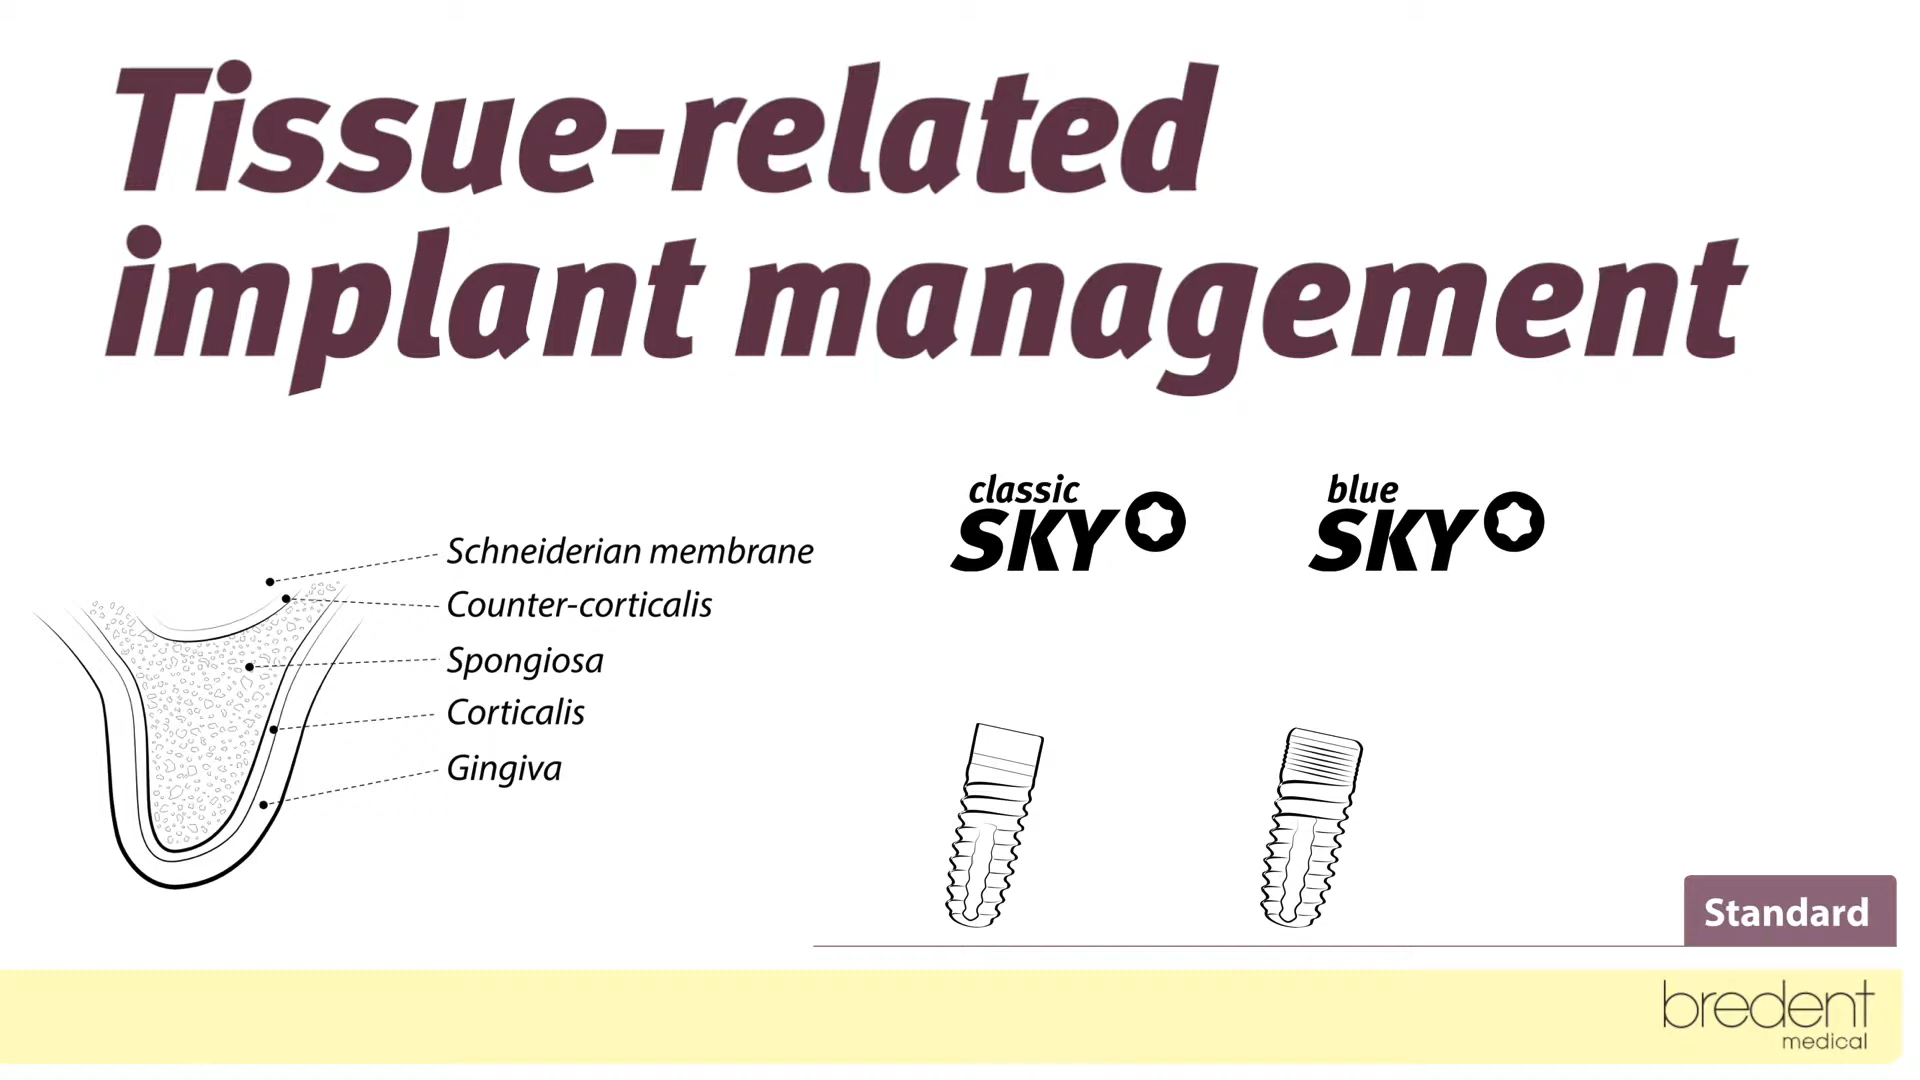 Tissue-related
implant management
classic
SKY
blue
SKY
Schneiderian membrane
Counter-corticalis
Spongiosa
Corticalis
Gingiva
Standard
bredent
medical